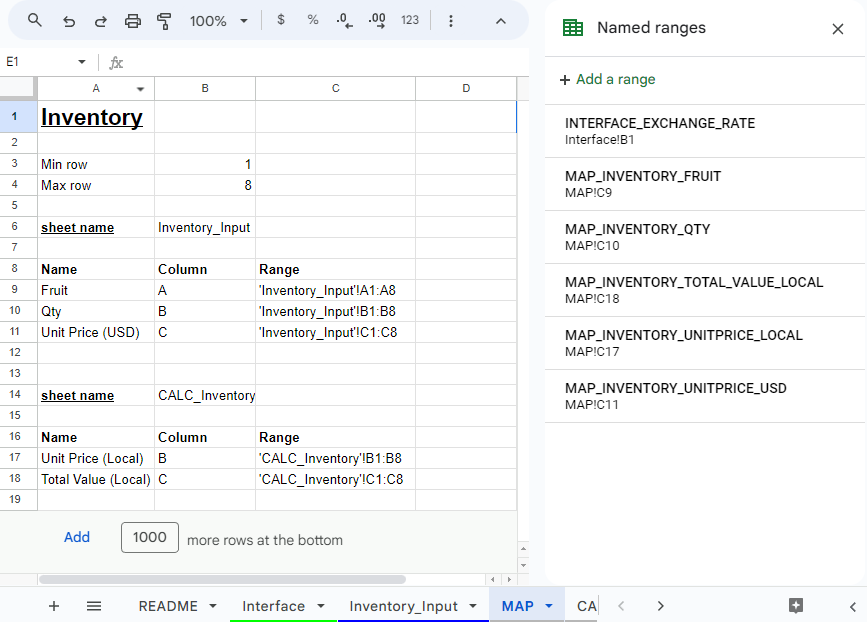 100% $ % .0 .00 123
E1 fx
A B C D
1 Inventory
2
3 Min row 1
4 Max row 8
5
6 sheet name Inventory_Input
7
8 Name Column Range
9 Fruit A 'Inventory_Input'!A1:A8
10 Qty B 'Inventory_Input'!B1:B8
11 Unit Price (USD) C 'Inventory_Input'!C1:C8
12
13
14 sheet name CALC_Inventory
15
16 Name Column Range
17 Unit Price (Local) B 'CALC_Inventory'!B1:B8
18 Total Value (Local) C 'CALC_Inventory'!C1:C8
19
Add 1000 more rows at the bottom
README Interface Inventory_Input MAP CA
Named ranges
+ Add a range
INTERFACE_EXCHANGE_RATE
Interface!B1
MAP_INVENTORY_FRUIT
MAP!C9
MAP_INVENTORY_QTY
MAP!C10
MAP_INVENTORY_TOTAL_VALUE_LOCAL
MAP!C18
MAP_INVENTORY_UNITPRICE_LOCAL
MAP!C17
MAP_INVENTORY_UNITPRICE_USD
MAP!C11